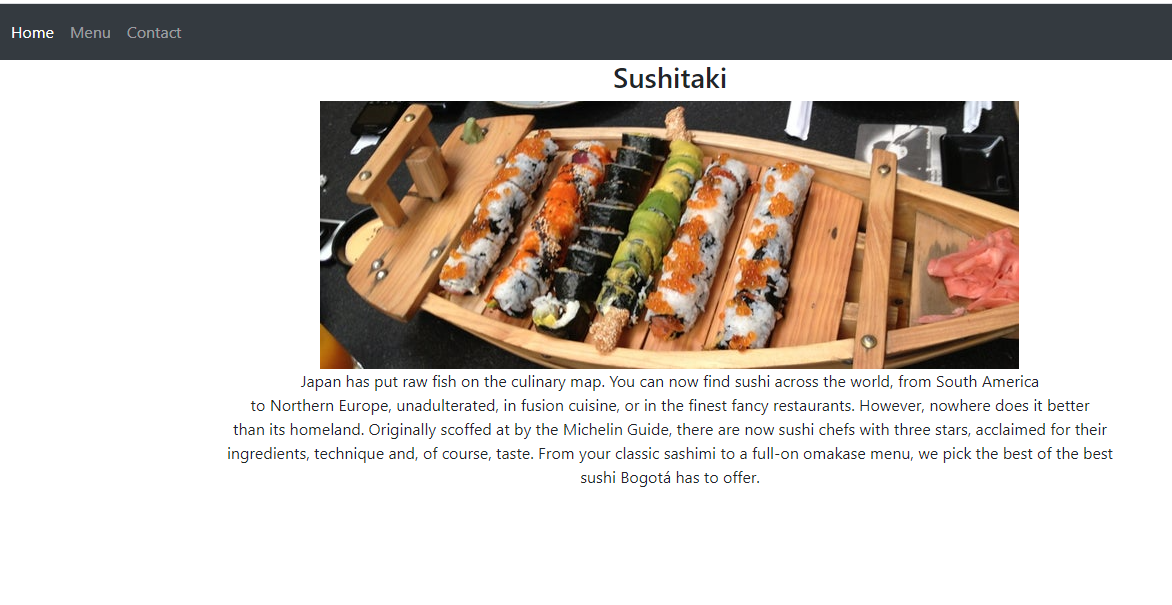 Home Menu Contact
Sushitaki
Japan has put raw fish on the culinary map. You can now find sushi across the world, from South America
to Northern Europe, unadulterated, in fusion cuisine, or in the finest fancy restaurants. However, nowhere does it better
than its homeland. Originally scoffed at by the Michelin Guide, there are now sushi chefs with three stars, acclaimed for their
ingredients, technique and, of course, taste. From your classic sashimi to a full-on omakase menu, we pick the best of the best
sushi Bogotá has to offer.